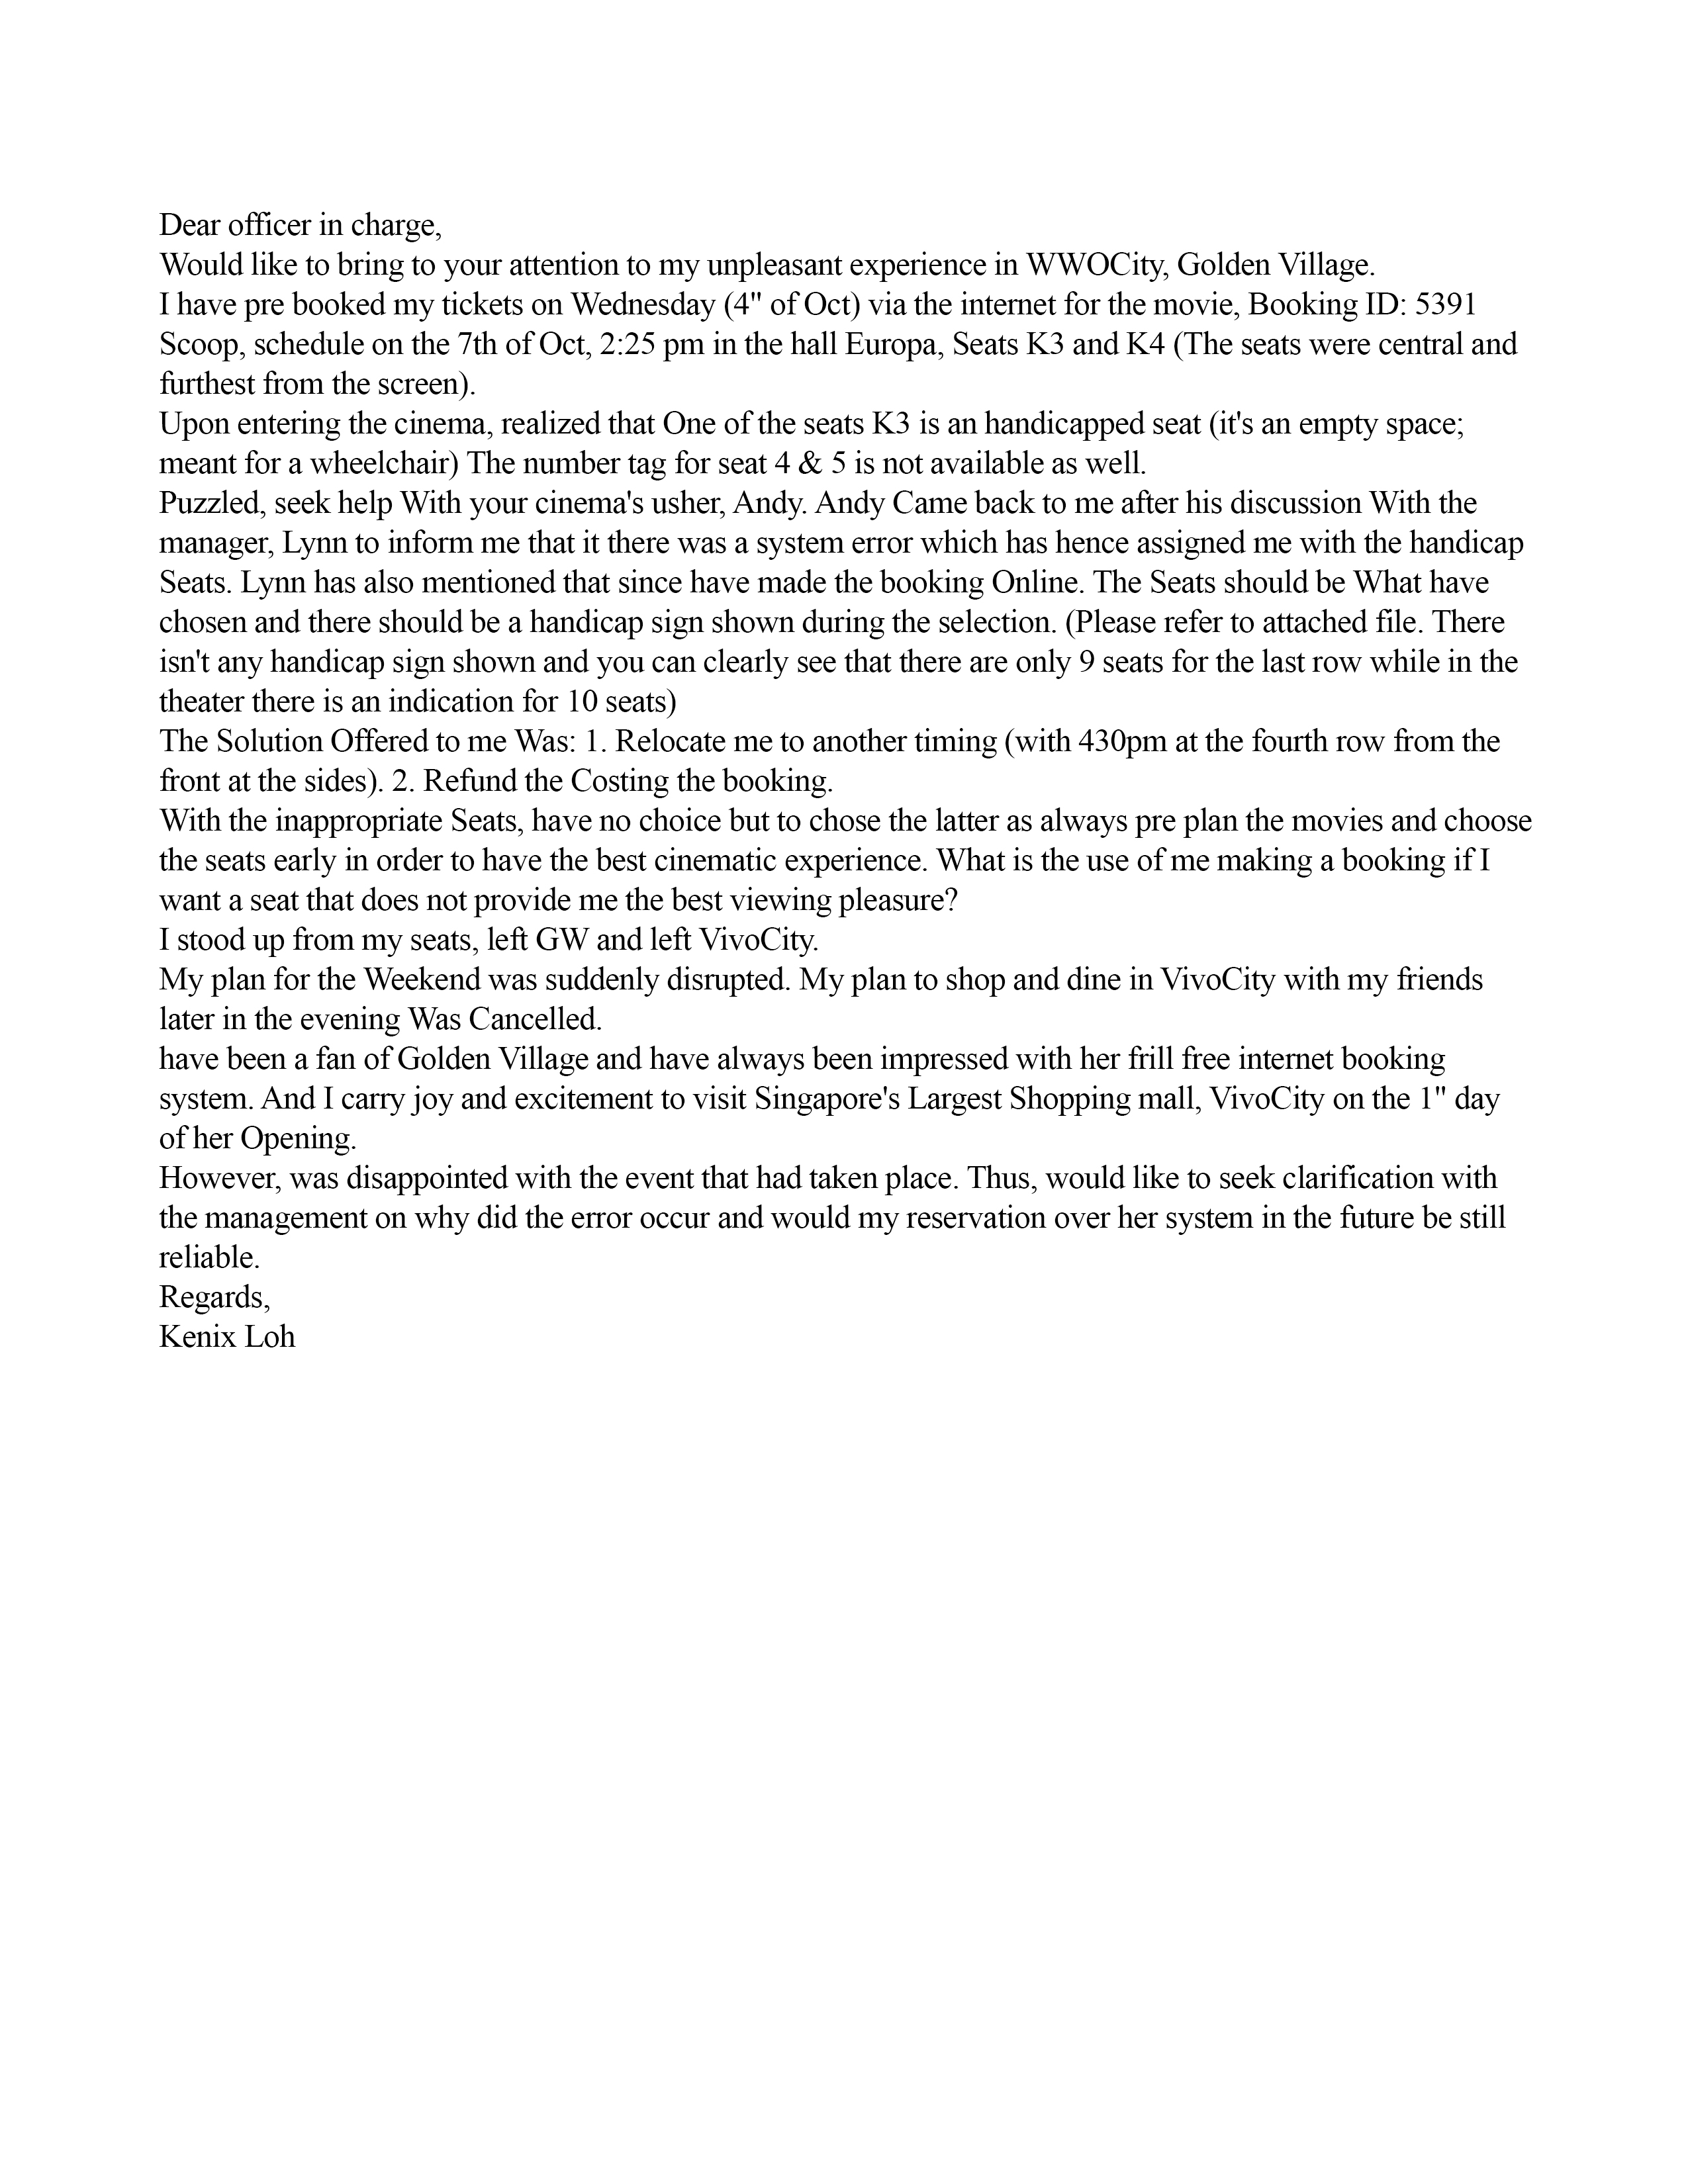 Dear officer in charge,
Would like to bring to your attention to my unpleasant experience in WWOCity, Golden Village.
I have pre booked my tickets on Wednesday (4" of Oct) via the internet for the movie, Booking ID: 5391
Scoop, schedule on the 7th of Oct, 2:25 pm in the hall Europa, Seats K3 and K4 (The seats were central and
furthest from the screen).
Upon entering the cinema, realized that One of the seats K3 is an handicapped seat (it's an empty space;
meant for a wheelchair) The number tag for seat 4 & 5 is not available as well.
Puzzled, seek help With your cinema's usher, Andy. Andy Came back to me after his discussion With the
manager, Lynn to inform me that it there was a system error which has hence assigned me with the handicap
Seats. Lynn has also mentioned that since have made the booking Online. The Seats should be What have
chosen and there should be a handicap sign shown during the selection. (Please refer to attached file. There
isn't any handicap sign shown and you can clearly see that there are only 9 seats for the last row while in the
theater there is an indication for 10 seats)
The Solution Offered to me Was: 1. Relocate me to another timing (with 430pm at the fourth row from the
front at the sides). 2. Refund the Costing the booking.
With the inappropriate Seats, have no choice but to chose the latter as always pre plan the movies and choose
the seats early in order to have the best cinematic experience. What is the use of me making a booking if I
want a seat that does not provide me the best viewing pleasure?
I stood up from my seats, left GW and left VivoCity.
My plan for the Weekend was suddenly disrupted. My plan to shop and dine in VivoCity with my friends
later in the evening Was Cancelled.
have been a fan of Golden Village and have always been impressed with her frill free internet booking
system. And I carry joy and excitement to visit Singapore's Largest Shopping mall, VivoCity on the 1" day
of her Opening.
However, was disappointed with the event that had taken place. Thus, would like to seek clarification with
the management on why did the error occur and would my reservation over her system in the future be still
reliable.
Regards,
Kenix Loh